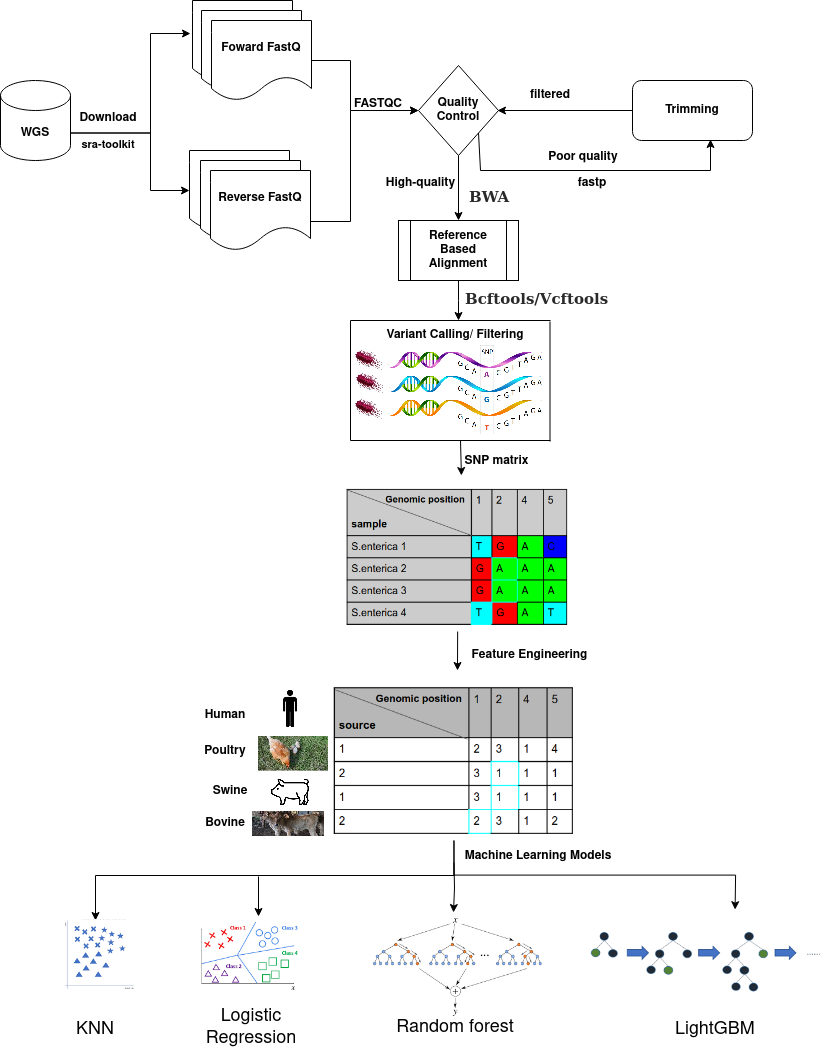 Foward FastQ
WGS
Download
sra-toolkit
FASTQC
Quality
Control
filtered
Trimming
Poor quality
fastp
Reverse FastQ
High-quality
BWA
Reference
Based
Alignment
Bcftools/Vcftools
Variant Calling/ Filtering
SNP
G C A A C C G T T A G A
G C A G C G T T A G A
G C A T C G T T A G A
SNP matrix
Genomic position 1 2 4 5
sample
S.enterica 1 T G A C
S.enterica 2 G A A A
S.enterica 3 G A A A
S.enterica 4 T G A T
Feature Engineering
Human
Poultry
Swine
Bovine
Genomic position 1 2 4 5
source
1 2 3 1 4
2 3 1 1 1
1 3 1 1 1
2 2 3 1 2
Machine Learning Models
Class 1
Class 3
Class 2
Class 4
x
x
...
+
y
......
KNN
Logistic
Regression
Random forest
LightGBM